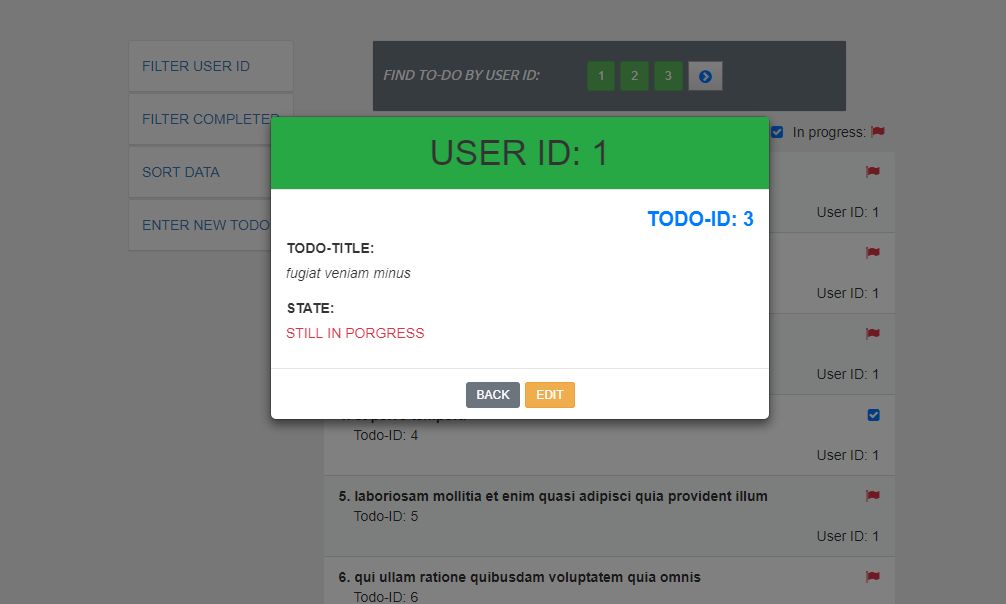 FILTER USER ID
FIND TO-DO BY USER ID: 1 2 3
FILTER COMPLETED
In progress:
USER ID: 1
SORT DATA
User ID: 1
TODO-ID: 3
ENTER NEW TODO
TODO-TITLE:
fugiat veniam minus
User ID: 1
STATE:
STILL IN PORGRESS
User ID: 1
BACK EDIT
Todo-ID: 4
User ID: 1
5. laboriosam mollitia et enim quasi adipisci quia provident illum
Todo-ID: 5
User ID: 1
6. qui ullam ratione quibusdam voluptatem quia omnis
Todo-ID: 6